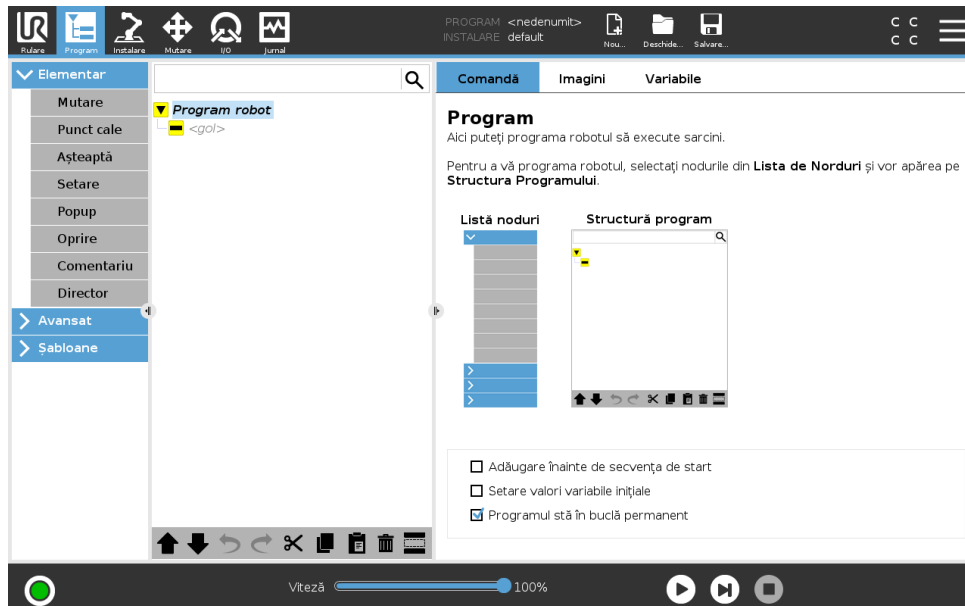 PROGRAM <nedenumit>
INSTALARE default
Rulare
Program
Instalare
Mutare
I/O
Jurnal
Nou...
Deschide...
Salvare...
C C
C C
Elementar
Mutare
Punct cale
Așteaptă
Setare
Popup
Oprire
Comentariu
Director
Avansat
Șabloane
Program robot
<gol>
Comandă
Imagini
Variabile
Program
Aici puteți programa robotul să execute sarcini.
Pentru a vă programa robotul, selectați nodurile din Lista de Norduri și vor apărea pe
Structura Programului.
Listă noduri
Structură program
Adăugare înainte de secvența de start
Setare valori variabile inițiale
Programul stă în buclă permanent
Viteză
100%